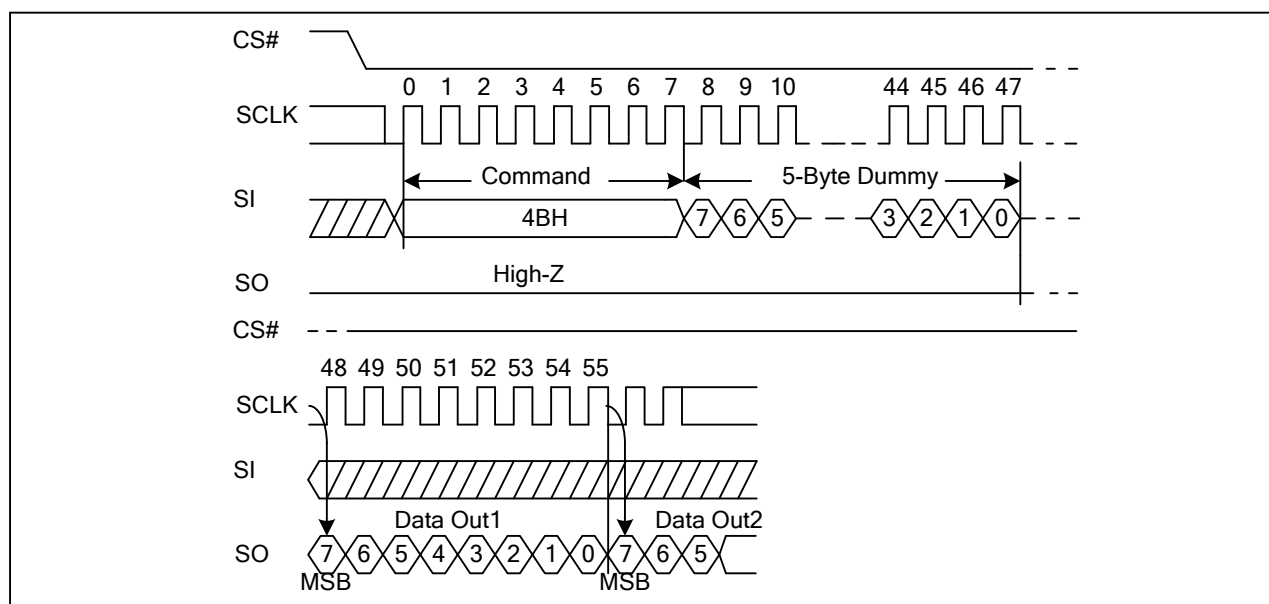 CS#
0 1 2 3 4 5 6 7 8 9 10 44 45 46 47
SCLK
Command 5-Byte Dummy
SI
4BH 7 6 5 3 2 1 0
High-Z
SO
CS#
48 49 50 51 52 53 54 55
SCLK
SI
Data Out1 Data Out2
SO 7 6 5 4 3 2 1 0 7 6 5
MSB MSB